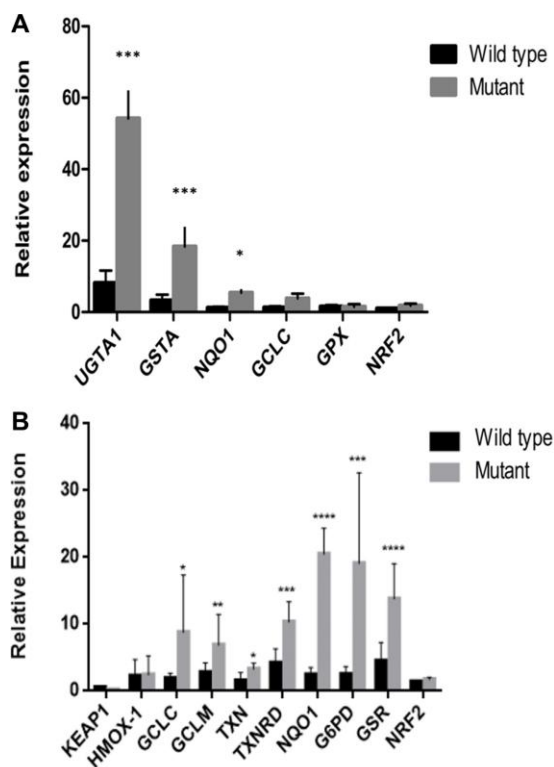 A
80
60
40
20
0
Relative expression
***
***
*
Wild type
Mutant
UGTA1
GSTA
NQO1
GCLC
GPX
NRF2
B
40
30
20
10
0
Relative Expression
*
**
*
***
****
***
****
Wild type
Mutant
KEAP1
HMOX-1
GCLC
GCLM
TXN
TXNRD
NQO1
G6PD
GSR
NRF2